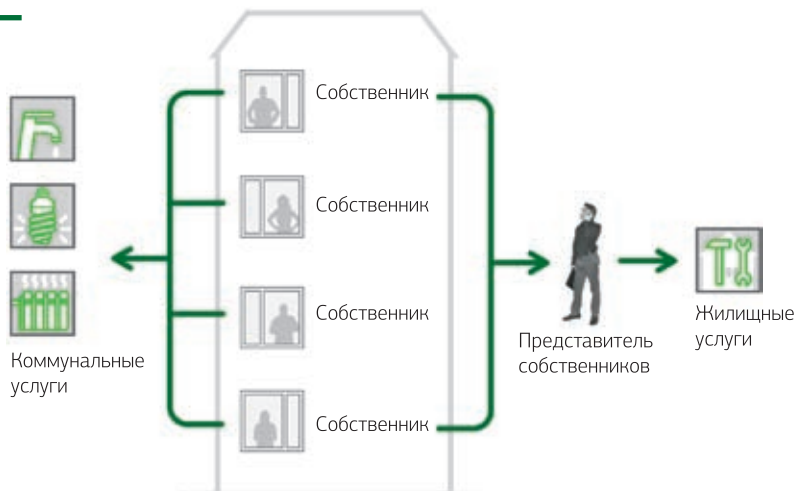 Собственник
Собственник
Собственник
Собственник
Коммунальные
услуги
Представитель
собственников
Жилищные
услуги